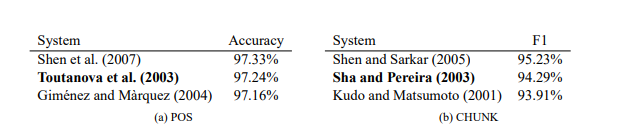 System Accuracy
Shen et al. (2007) 97.33%
Toutanova et al. (2003) 97.24%
Giménez and Màrquez (2004) 97.16%
(a) POS
System F1
Shen and Sarkar (2005) 95.23%
Sha and Pereira (2003) 94.29%
Kudo and Matsumoto (2001) 93.91%
(b) CHUNK